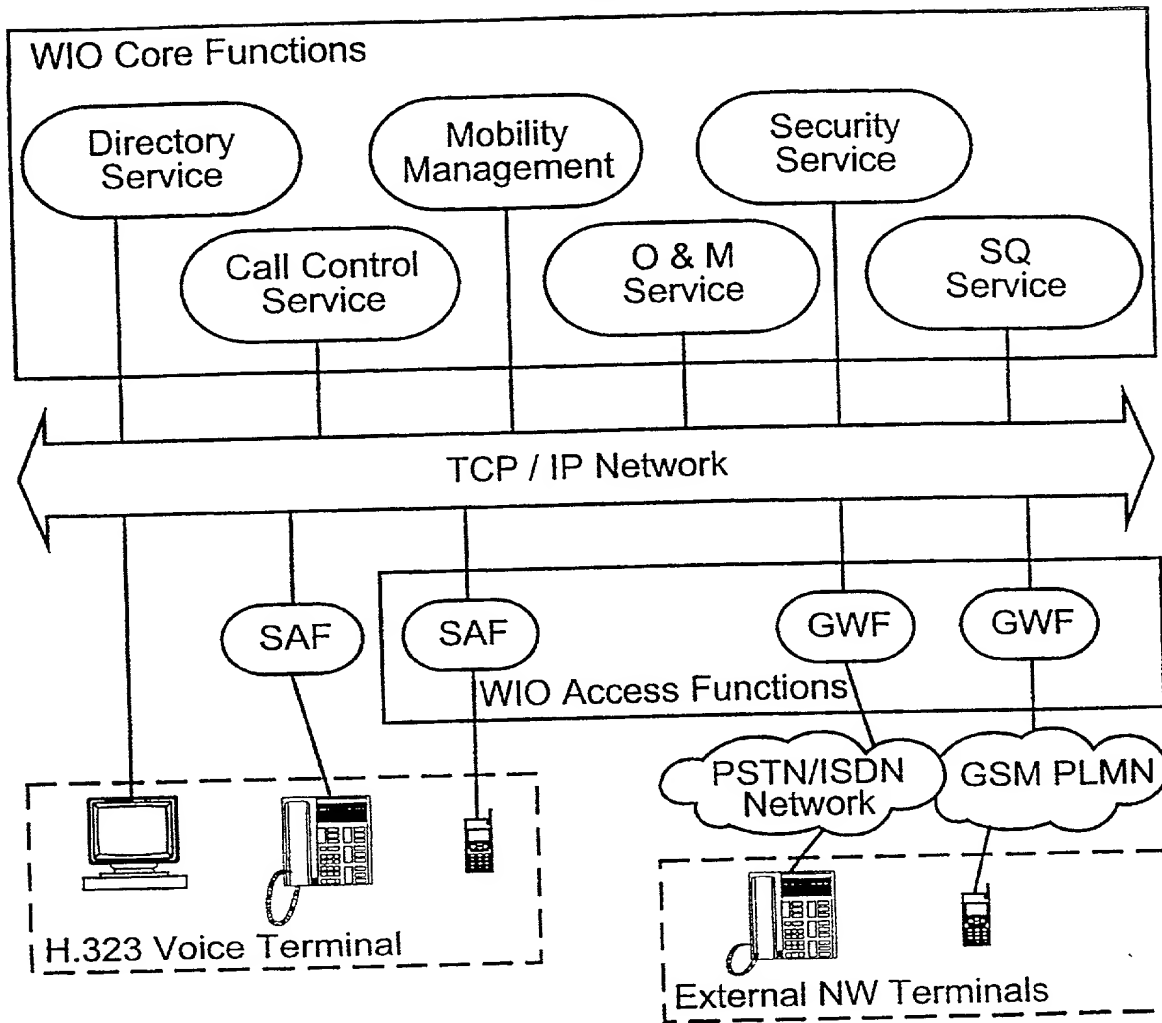 WIO Core Functions
Directory
Service
Mobility
Management
Security
Service
Call Control
Service
O & M
Service
SQ
Service
TCP / IP Network
SAF
SAF
GWF
GWF
WIO Access Functions
PSTN/ISDN
Network
GSM PLMN
H.323 Voice Terminal
External NW Terminals